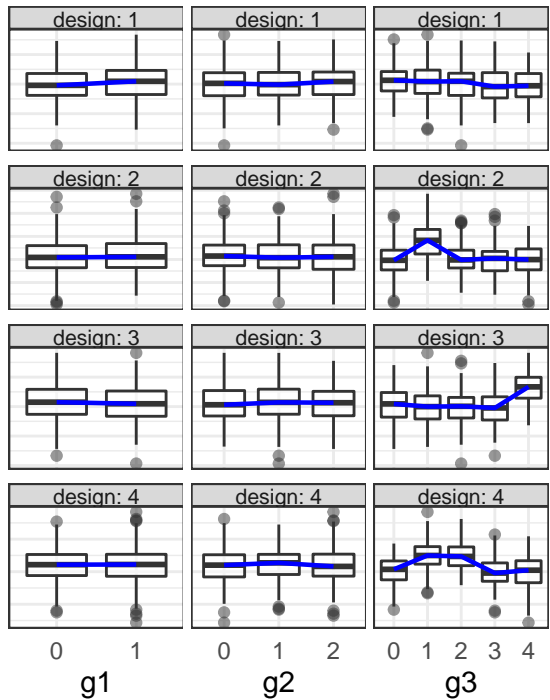 design: 1 design: 1 design: 1
design: 2 design: 2 design: 2
design: 3 design: 3 design: 3
design: 4 design: 4 design: 4
0 1 0 1 2 0 1 2 3 4
g1 g2 g3